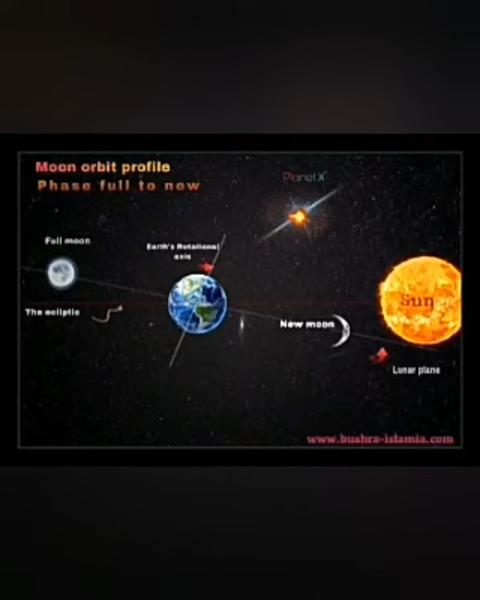 Moon orbit profile
Phase full to new
Planet X
Full moon
Earth's Rotational
axis
Sun
The ecliptic
New moon
Lunar plane
www.bushra-islamia.com